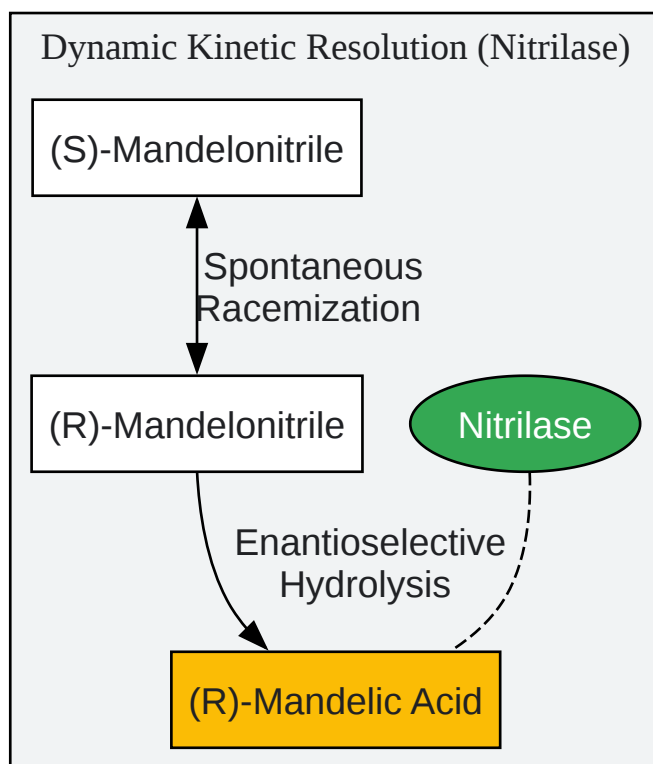 Dynamic Kinetic Resolution (Nitrilase)
(S)-Mandelonitrile
Spontaneous
Racemization
(R)-Mandelonitrile
Nitrilase
Enantioselective
Hydrolysis
(R)-Mandelic Acid